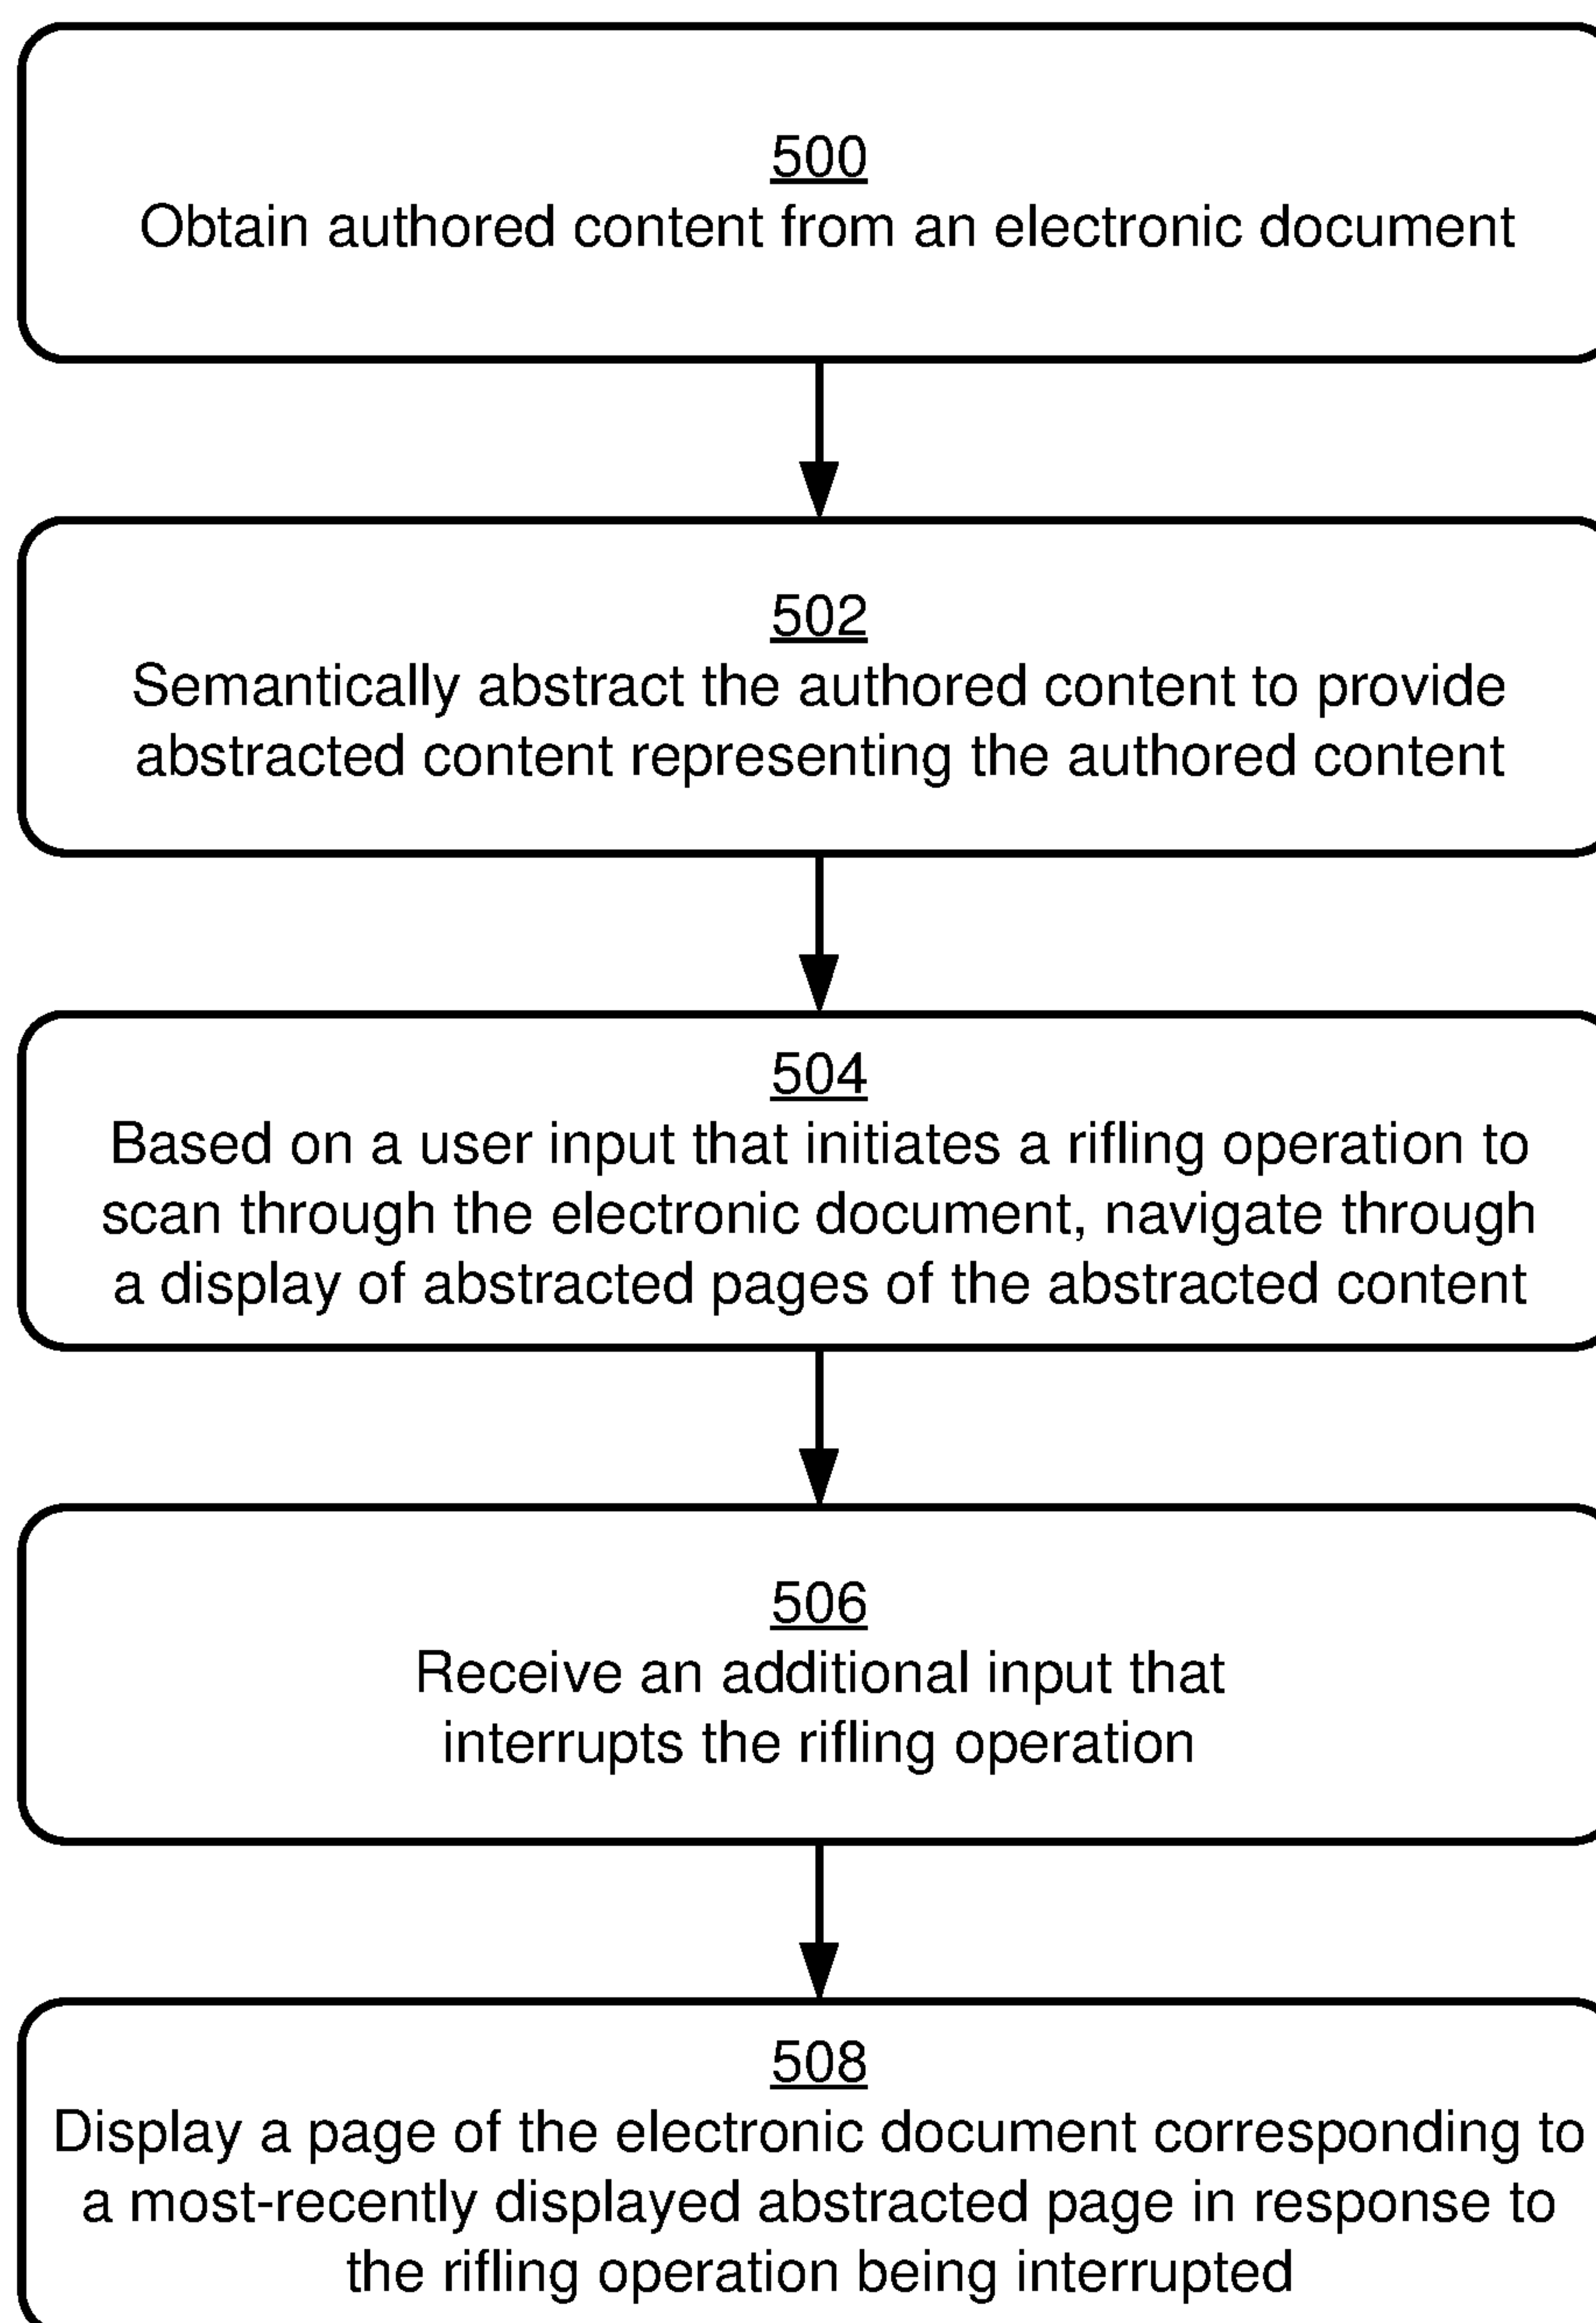 500
Obtain authored content from an electronic document
502
Semantically abstract the authored content to provide
abstracted content representing the authored content
504
Based on a user input that initiates a rifling operation to
scan through the electronic document, navigate through
a display of abstracted pages of the abstracted content
506
Receive an additional input that
interrupts the rifling operation
508
Display a page of the electronic document corresponding to
a most-recently displayed abstracted page in response to
the rifling operation being interrupted